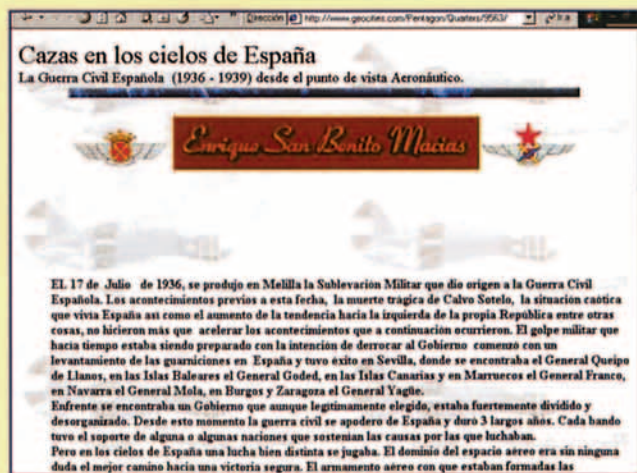 Dirección http://www.geocities.com/Pentagon/Quarters/9563/ Ir a
Cazas en los cielos de España
La Guerra Civil Española (1936 - 1939) desde el punto de vista Aeronáutico.
Enrique San Benito Macias
EL 17 de Julio de 1936, se produjo en Melilla la Sublevación Militar que dio origen a la Guerra Civil
Española. Los acontecimientos previos a esta fecha, la muerte trágica de Calvo Sotelo, la situación caótica
que vivía España así como el aumento de la tendencia hacia la izquierda de la propia República entre otras
cosas, no hicieron más que acelerar los acontecimientos que a continuación ocurrieron. El golpe militar que
hacia tiempo estaba siendo preparado con la intención de derrocar al Gobierno comenzó con un
levantamiento de las guarniciones en España y tuvo éxito en Sevilla, donde se encontraba el General Queipo
de Llanos, en las Islas Baleares el General Goded, en las Islas Canarias y en Marruecos el General Franco,
en Navarra el General Mola, en Burgos y Zaragoza el General Yagüe.
Enfrente se encontraba un Gobierno que aunque legítimamente elegido, estaba fuertemente dividido y
desorganizado. Desde esto momento la guerra civil se apodero de España y duró 3 largos años. Cada bando
tuvo el soporte de alguna o algunas naciones que sostenían las causas por las que luchaban.
Pero en los cielos de España una lucha bien distinta se jugaba. El dominio del espacio aéreo era sin ninguna
duda el mejor camino hacia una victoria segura. El armamento aéreo con que estaban formados los